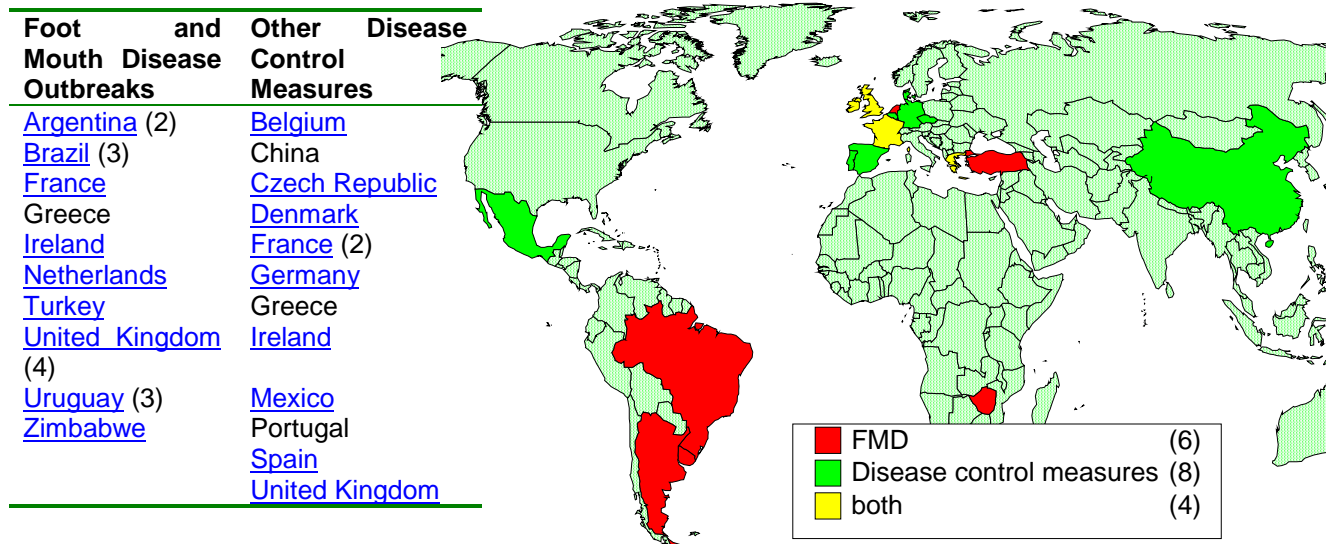 Foot and
Mouth Disease
Outbreaks
Other Disease
Control
Measures
Argentina (2)
Brazil (3)
France
Greece
Ireland
Netherlands
Turkey
United Kingdom
(4)
Uruguay (3)
Zimbabwe
Belgium
China
Czech Republic
Denmark
France (2)
Germany
Greece
Ireland
Mexico
Portugal
Spain
United Kingdom
FMD (6)
Disease control measures (8)
both (4)